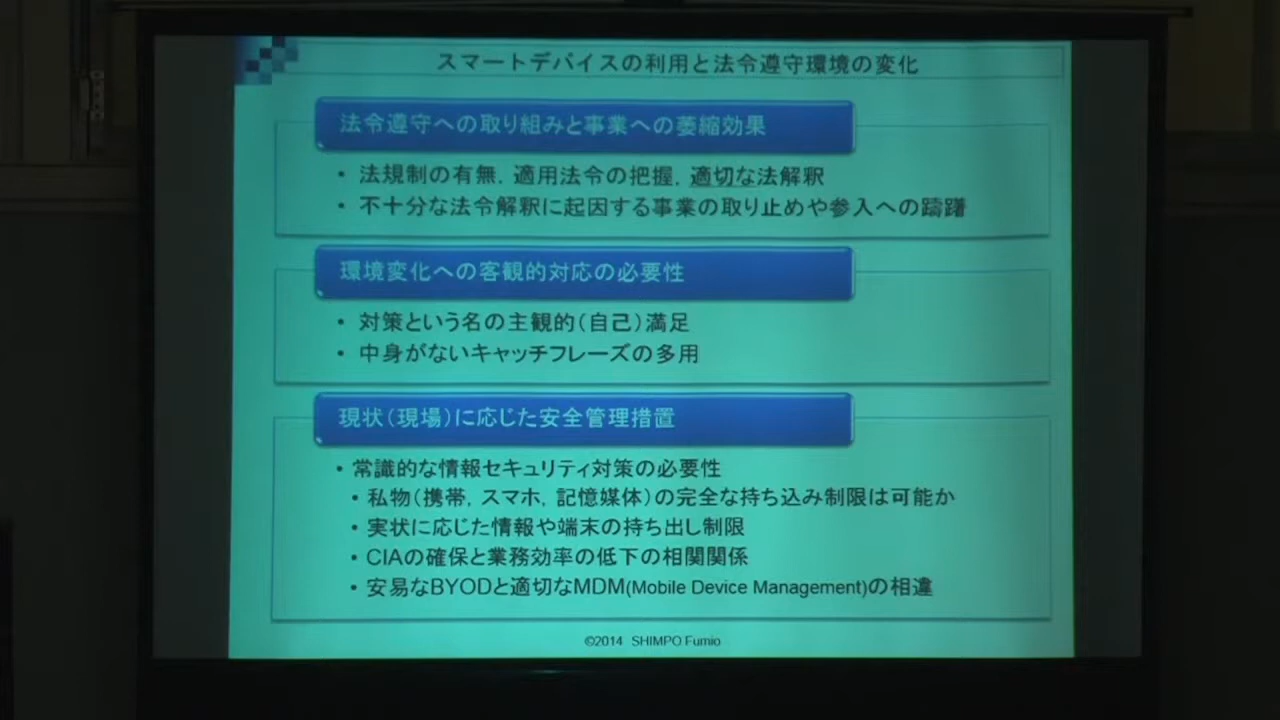 スマートデバイスの利用と法令遵守環境の変化
法令遵守への取り組みと事業への萎縮効果
• 法規制の有無，適用法令の把握，適切な法解釈
• 不十分な法令解釈に起因する事業の取り止めや参入への躊躇
環境変化への客観的対応の必要性
• 対策という名の主観的（自己）満足
• 中身がないキャッチフレーズの多用
現状（現場）に応じた安全管理措置
• 常識的な情報セキュリティ対策の必要性
• 私物（携帯，スマホ，記憶媒体）の完全な持ち込み制限は可能か
• 実状に応じた情報や端末の持ち出し制限
• CIAの確保と業務効率の低下の相関関係
• 安易なBYODと適切なMDM(Mobile Device Management)の相違
©2014 SHIMPO Fumio